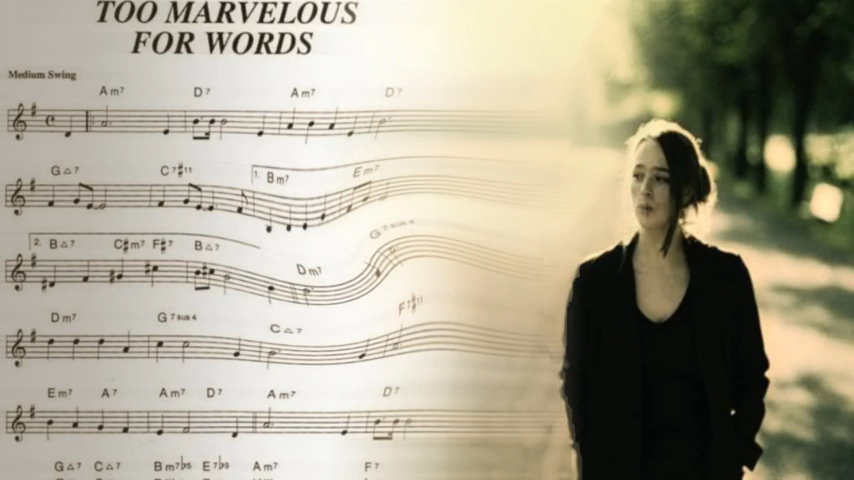 TOO MARVELOUS
FOR WORDS
Medium Swing
Am7 D7 Am7 D7
G△7 C7#11 1. Bm7 Em7
2. B△7 C#m7 F#7 B△7 Dm7 G7sus4
Dm7 G7sus4 C△7 F7#11
Em7 A7 Am7 D7 Am7 D7
G△7 C△7 Bm7b5 E7b9 Am7 F7